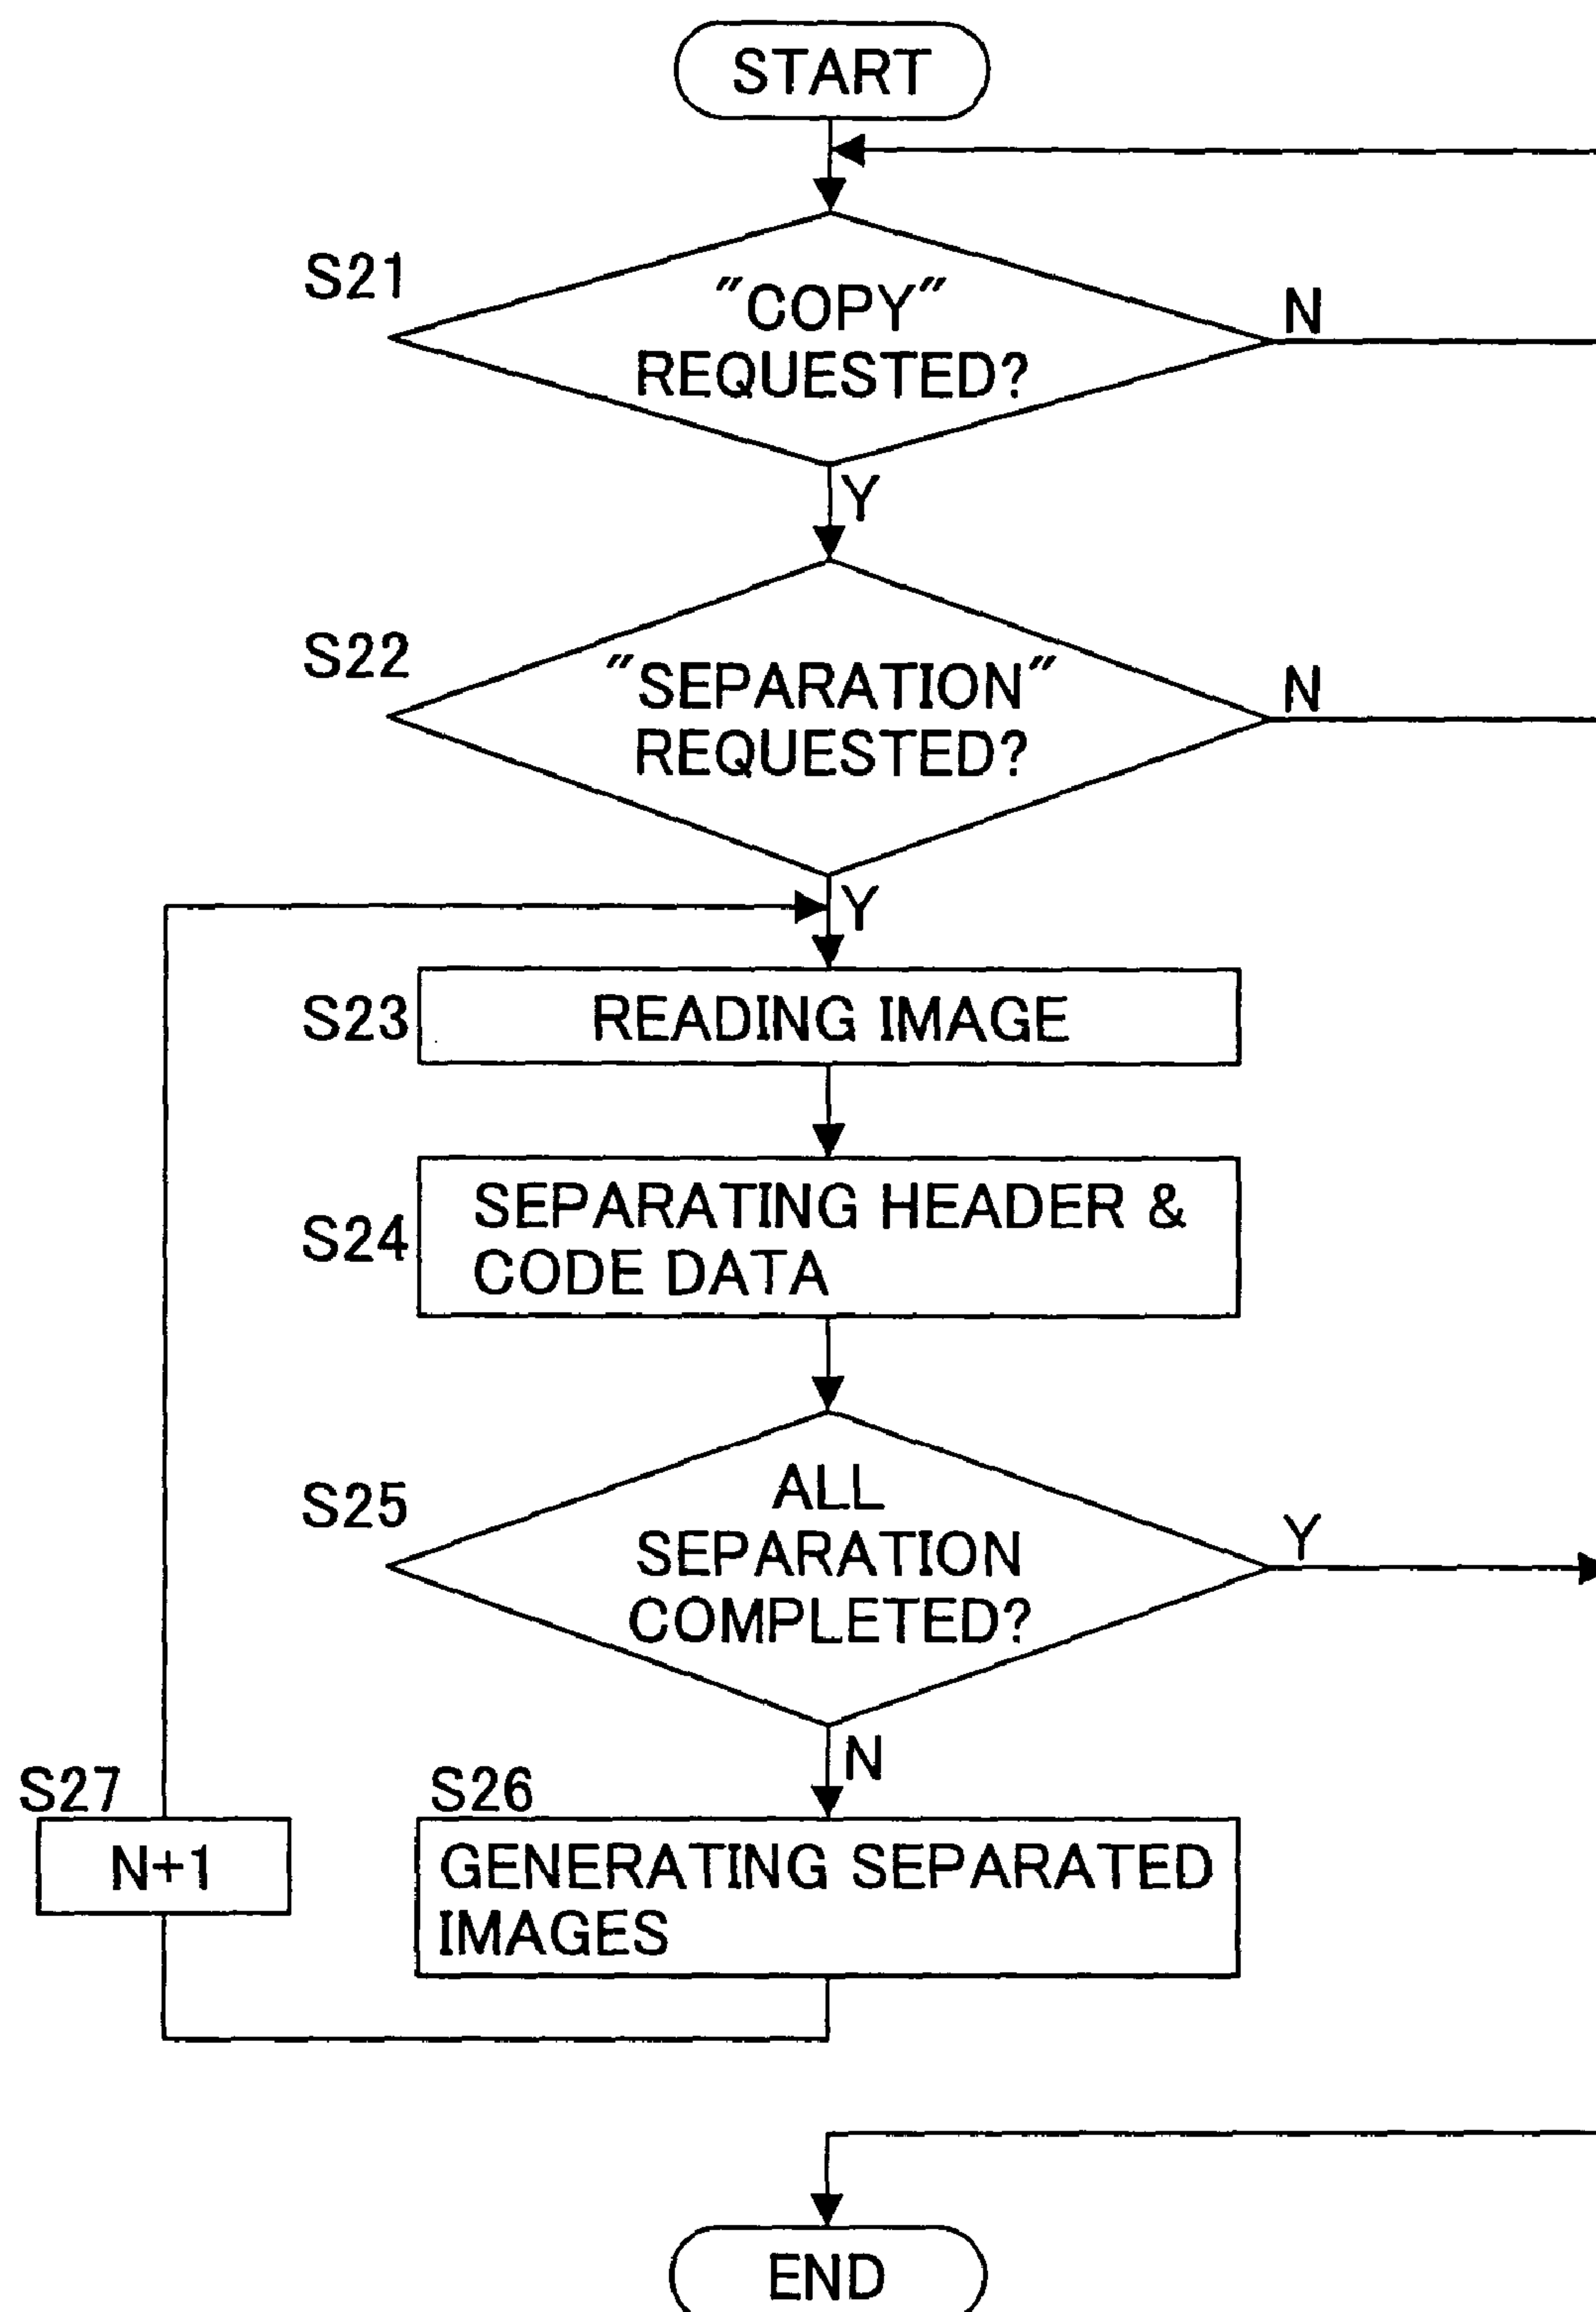 START
S21
"COPY"
REQUESTED?
N
Y
S22
"SEPARATION"
REQUESTED?
N
Y
S23
READING IMAGE
S24
SEPARATING HEADER &
CODE DATA
S25
ALL
SEPARATION
COMPLETED?
Y
N
S27
N+1
S26
GENERATING SEPARATED
IMAGES
END